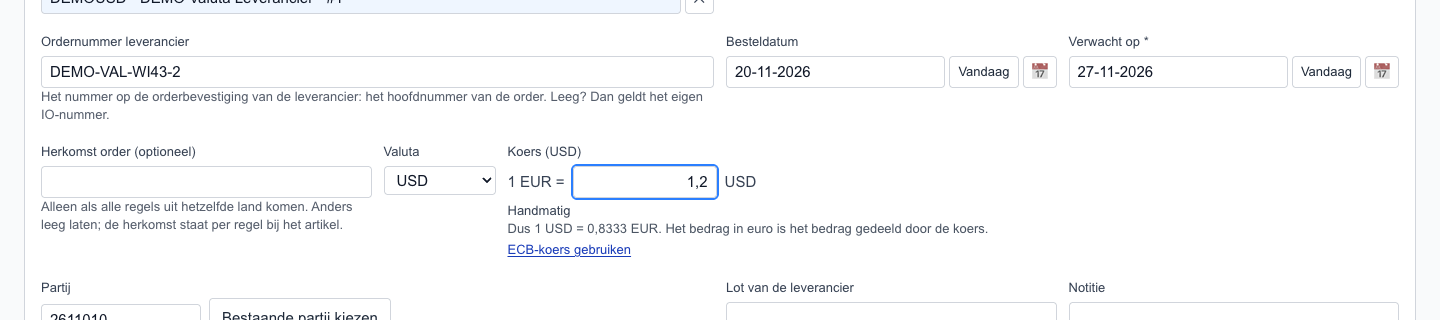 Ordernummer leverancier
Besteldatum
Verwacht op *
DEMO-VAL-WI43-2
20-11-2026
Vandaag
27-11-2026
Vandaag
Het nummer op de orderbevestiging van de leverancier: het hoofdnummer van de order. Leeg? Dan geldt het eigen
IO-nummer.
Herkomst order (optioneel)
Valuta
Koers (USD)
USD
1 EUR =
1,2
USD
Alleen als alle regels uit hetzelfde land komen. Anders
leeg laten; de herkomst staat per regel bij het artikel.
Handmatig
Dus 1 USD = 0,8333 EUR. Het bedrag in euro is het bedrag gedeeld door de koers.
ECB-koers gebruiken
Partij
Lot van de leverancier
Notitie
2611010
Bestaande partij kiezen